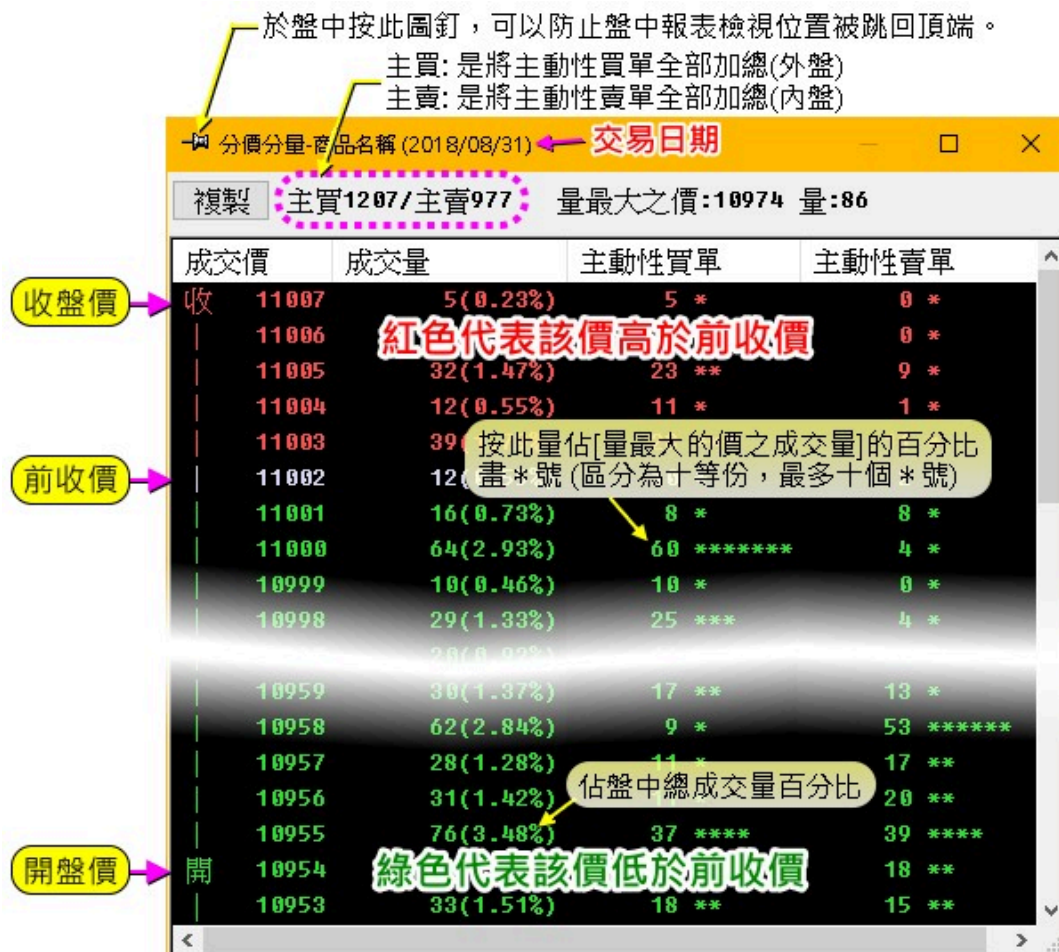 於盤中按此圖釘，可以防止盤中報表檢視位置被跳回頂端。
主買: 是將主動性買單全部加總(外盤)
主賣: 是將主動性賣單全部加總(內盤)
分價分量-商品名稱 (2018/08/31)
交易日期
複製 主買1207/主賣977 量最大之價:10974 量:86
成交價 成交量 主動性買單 主動性賣單
收盤價
收 11007 5(0.23%) 5 * 0 *
11006 0 *
紅色代表該價高於前收價
11005 32(1.47%) 23 ** 9 *
11004 12(0.55%) 11 * 1 *
11003 39(
按此量佔[量最大的價之成交量]的百分比
畫＊號 (區分為十等份，最多十個＊號)
前收價
11002 12(
11001 16(0.73%) 8 * 8 *
11000 64(2.93%) 60 ******* 4 *
10999 10(0.46%) 10 * 0 *
10998 29(1.33%) 25 *** 4 *
10959 30(1.37%) 17 ** 13 *
10958 62(2.84%) 9 * 53 ******
10957 28(1.28%) 11 * 17 **
佔盤中總成交量百分比
10956 31(1.42%) 20 **
10955 76(3.48%) 37 **** 39 ****
開盤價
開 10954 18 **
綠色代表該價低於前收價
10953 33(1.51%) 18 ** 15 **